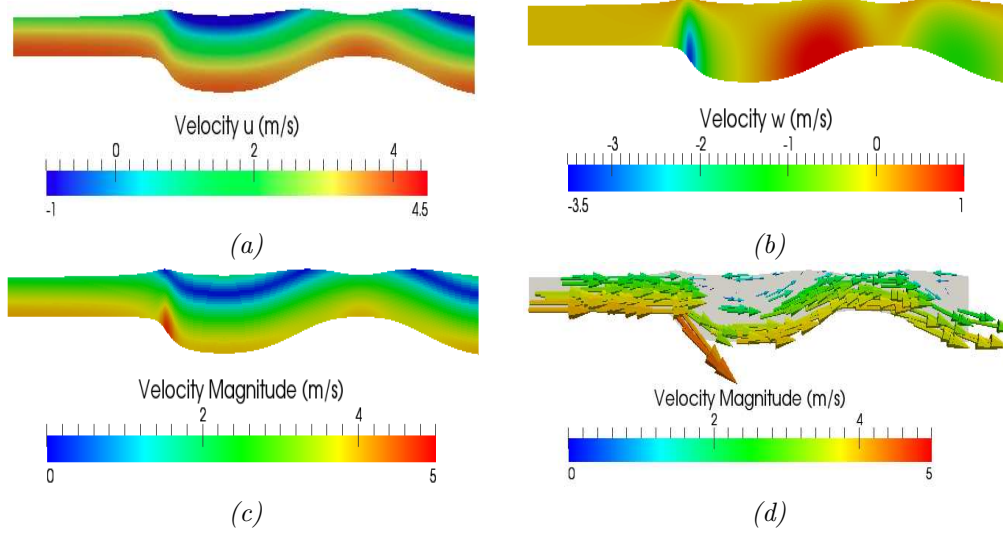 Velocity u (m/s)
0 2 4
-1 4.5
(a)
Velocity w (m/s)
-3 -2 -1 0
-3.5 1
(b)
Velocity Magnitude (m/s)
2 4
0 5
(c)
Velocity Magnitude (m/s)
2 4
0 5
(d)